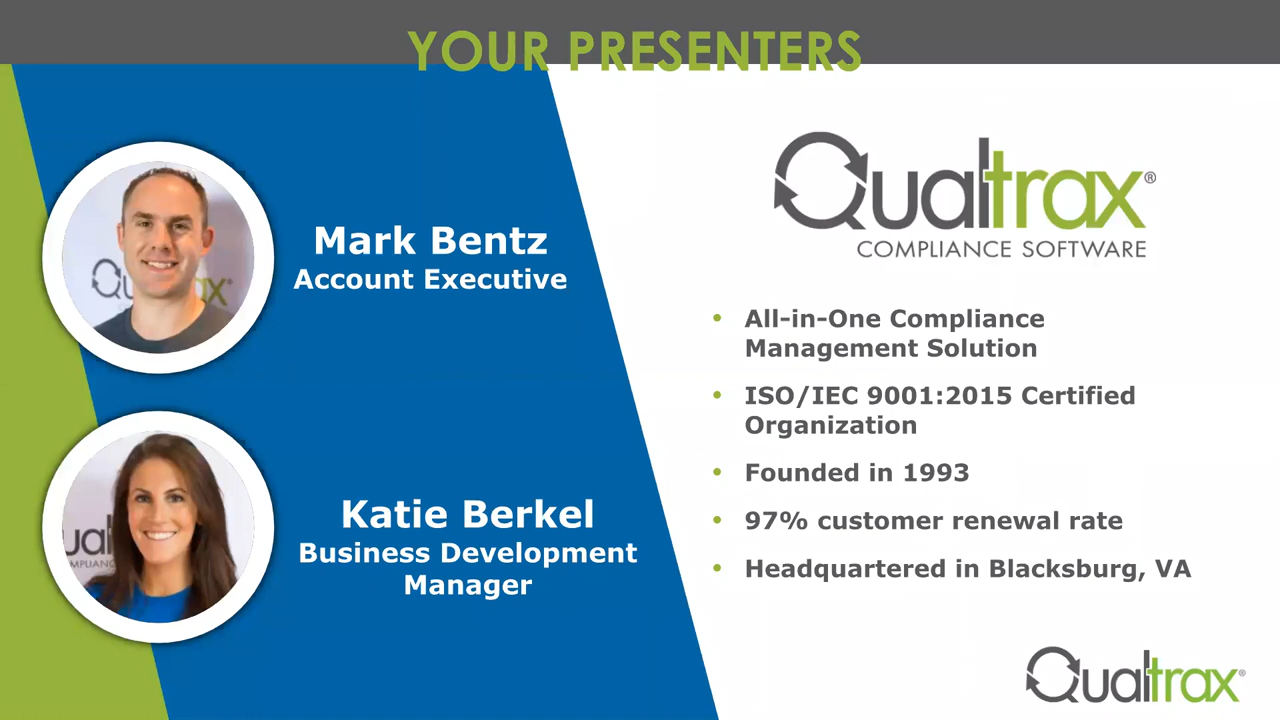 YOUR PRESENTERS
Mark Bentz
Account Executive
Katie Berkel
Business Development
Manager
Qualtrax®
COMPLIANCE SOFTWARE
• All-in-One Compliance
Management Solution
• ISO/IEC 9001:2015 Certified
Organization
• Founded in 1993
• 97% customer renewal rate
• Headquartered in Blacksburg, VA
Qualtrax®